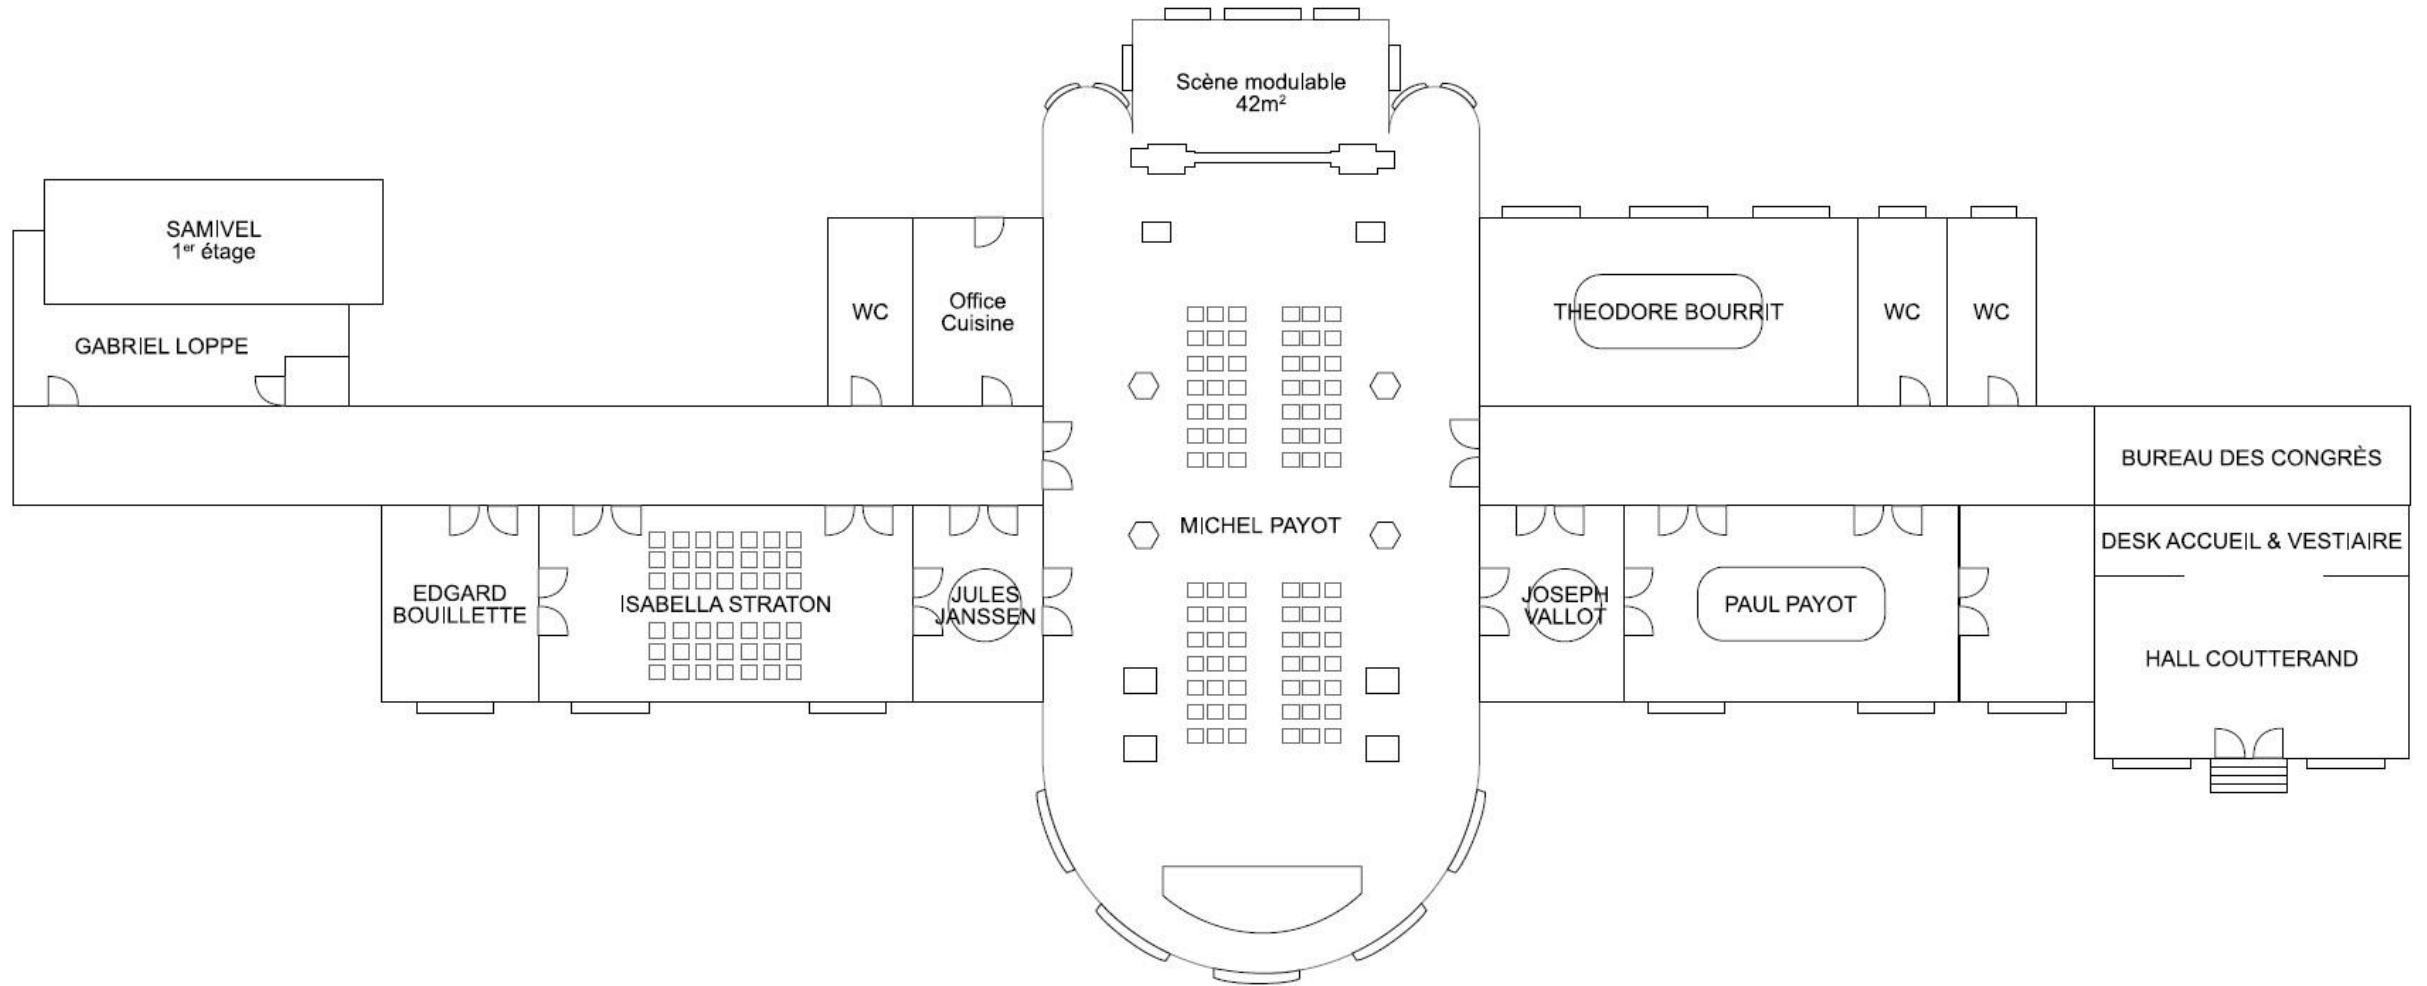 Scène modulable
42m²
SAMIVEL
1er étage
GABRIEL LOPPE
WC
Office
Cuisine
THEODORE BOURRIT
WC
WC
BUREAU DES CONGRÈS
MICHEL PAYOT
DESK ACCUEIL & VESTIAIRE
EDGARD
BOUILLETTE
ISABELLA STRATON
JULES
JANSSEN
JOSEPH
VALLOT
PAUL PAYOT
HALL COUTTERAND